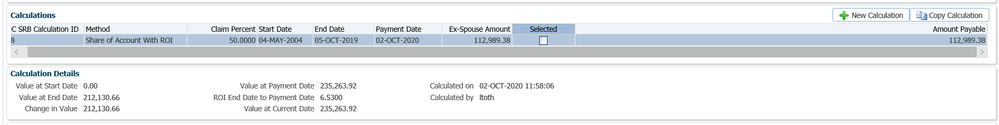 Calculations
New Calculation Copy Calculation
C SRB Calculation ID Method Claim Percent Start Date End Date Payment Date Ex-Spouse Amount Selected Amount Payable
8 Share of Account With ROI 50.0000 04-MAY-2004 05-OCT-2019 02-OCT-2020 112,989.38 112,989.38
Calculation Details
Value at Start Date 0.00 Value at Payment Date 235,263.92 Calculated on 02-OCT-2020 11:58:06
Value at End Date 212,130.66 ROI End Date to Payment Date 6.5300 Calculated by ltoth
Change in Value 212,130.66 Value at Current Date 235,263.92